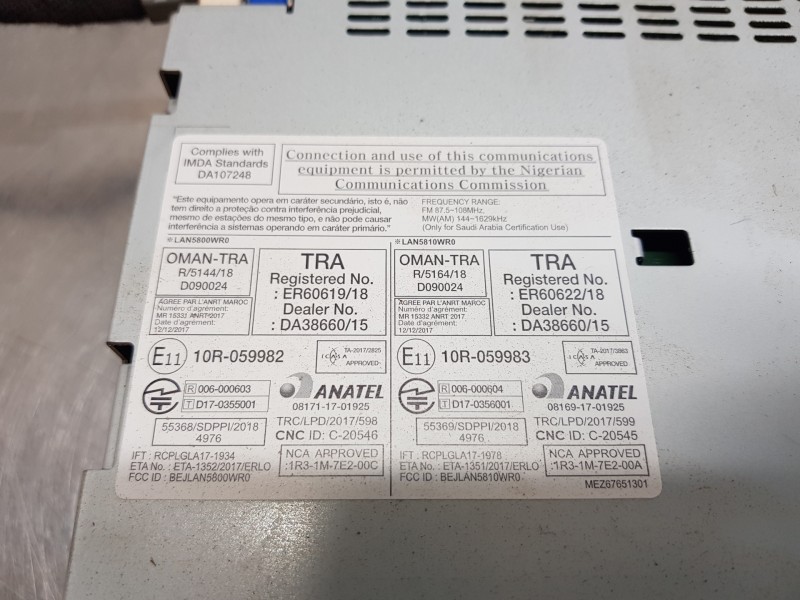 Complies with
IMDA Standards
DA107248
Connection and use of this communications
equipment is permitted by the Nigerian
Communications Commission
"Este equipamento opera em caráter secundário, isto é, não
tem direito a proteção contra interferência prejudicial,
mesmo de estações do mesmo tipo, e não pode causar
interferência a sistemas operando em caráter primário."
FREQUENCY RANGE:
FM 87.5~108MHz,
MW(AM) 144~1629kHz
(Only for Saudi Arabia Certification Use)
※LAN5800WR0
OMAN-TRA
R/5144/18
D090024
TRA
Registered No.
: ER60619/18
Dealer No.
: DA38660/15
AGREE PAR L'ANRT MAROC
Numéro d'agrément:
MR 15332 ANRT 2017
Date d'agrément:
12/12/2017
E11 10R-059982
ICASA
TA-2017/2825
APPROVED
R 006-000603
T D17-0355001
ANATEL
08171-17-01925
55368/SDPPI/2018
4976
TRC/LPD/2017/598
CNC ID: C-20546
IFT : RCPLGLA17-1934
ETA No. : ETA-1352/2017/ERLO
FCC ID : BEJLAN5800WR0
NCA APPROVED
:1R3-1M-7E2-00C
※LAN5810WR0
OMAN-TRA
R/5164/18
D090024
TRA
Registered No.
: ER60622/18
Dealer No.
: DA38660/15
AGREE PAR L'ANRT MAROC
Numéro d'agrément:
MR 15333 ANRT 2017
Date d'agrément:
12/12/2017
E11 10R-059983
ICASA
TA-2017/3863
APPROVED
R 006-000604
T D17-0356001
ANATEL
08169-17-01925
55369/SDPPI/2018
4976
TRC/LPD/2017/599
CNC ID: C-20545
IFT : RCPLGLA17-1978
ETA No. : ETA-1351/2017/ERLO
FCC ID : BEJLAN5810WR0
NCA APPROVED
:1R3-1M-7E2-00A
MEZ67651301